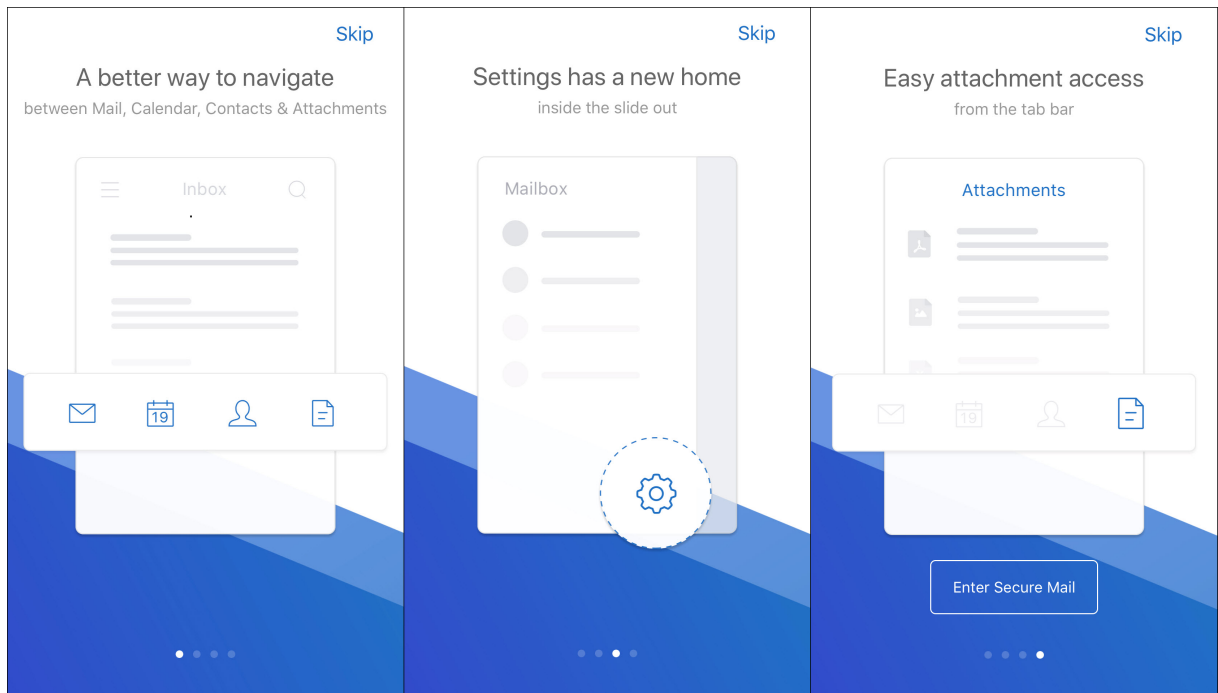 Skip
A better way to navigate
between Mail, Calendar, Contacts & Attachments
Inbox
19
Skip
Settings has a new home
inside the slide out
Mailbox
Skip
Easy attachment access
from the tab bar
Attachments
19
Enter Secure Mail